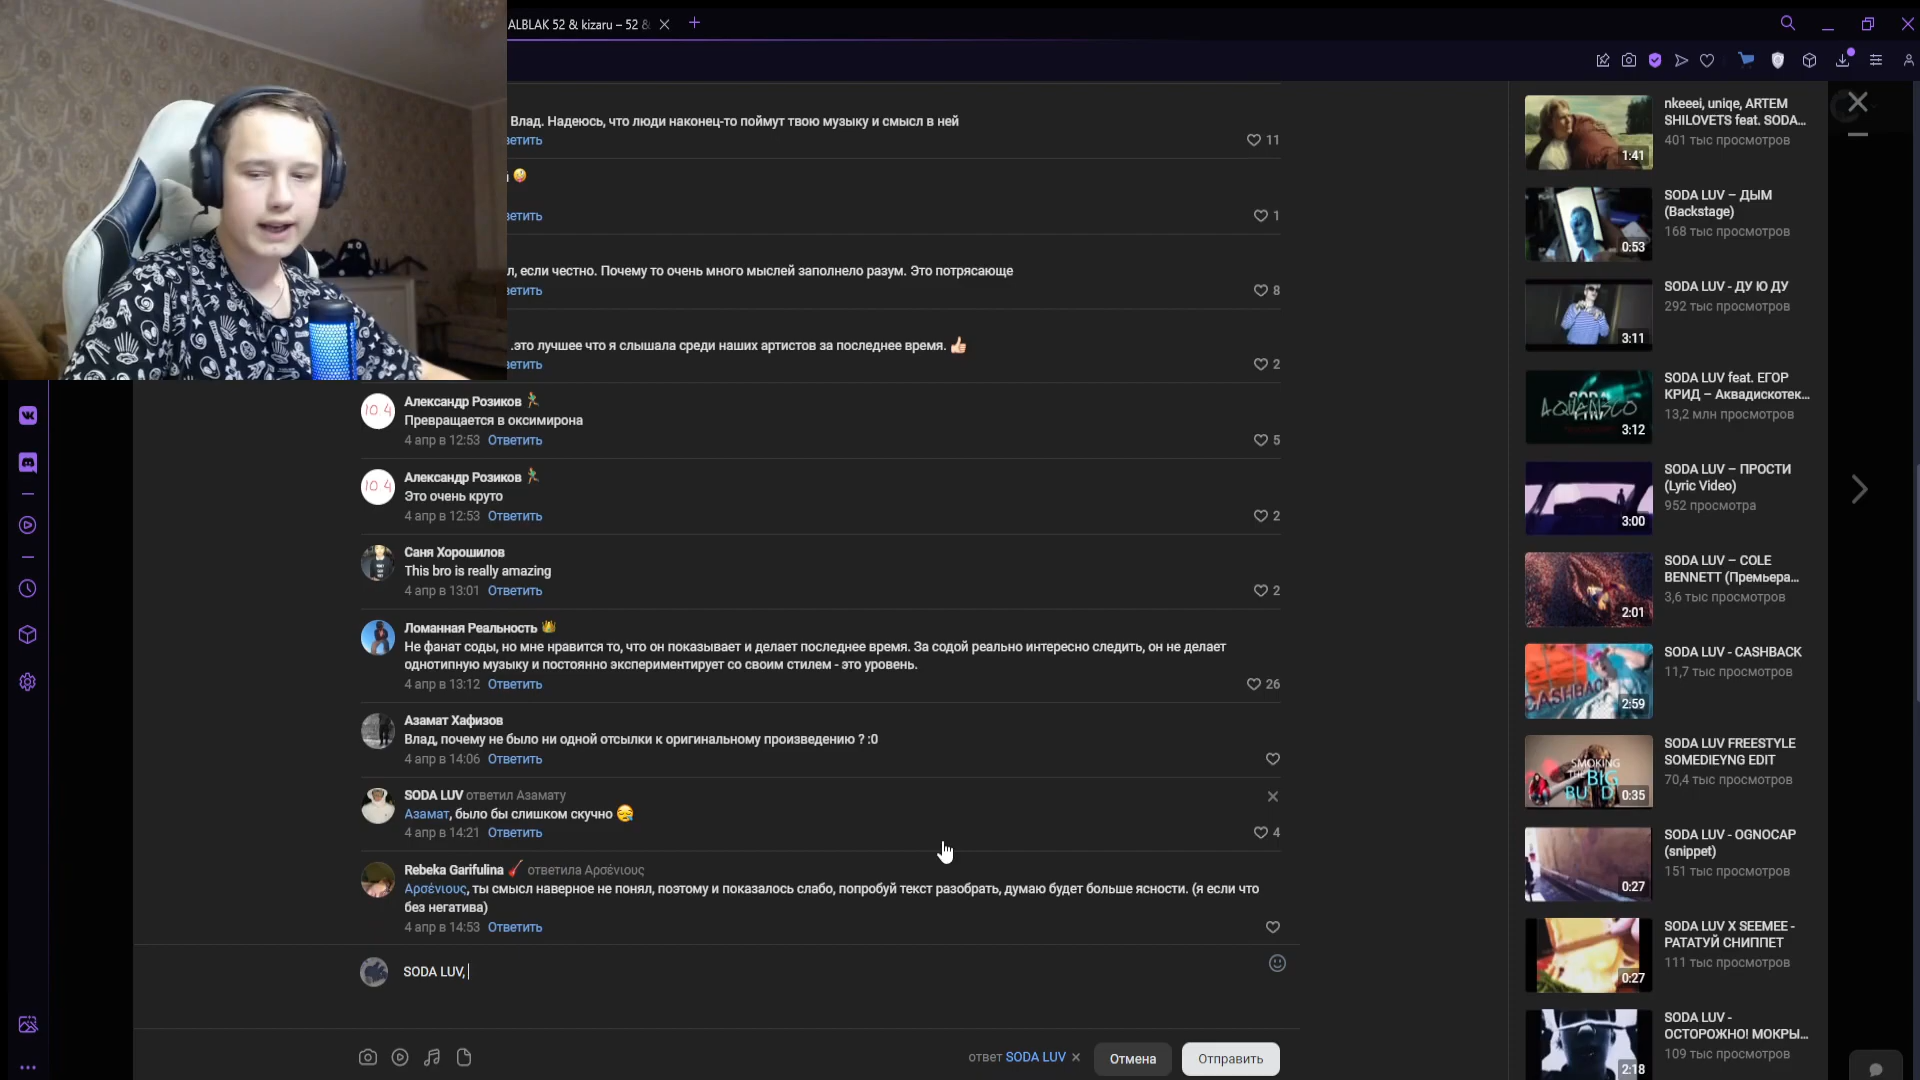 ALBLAK 52 & kizaru – 52 &
Влад. Надеюсь, что люди наконец-то поймут твою музыку и смысл в ней
етить
11
етить
1
л, если честно. Почему то очень много мыслей заполнело разум. Это потрясающе
етить
8
.это лучшее что я слышала среди наших артистов за последнее время.
етить
2
Александр Розиков
Превращается в оксимирона
4 апр в 12:53 Ответить
5
Александр Розиков
Это очень круто
4 апр в 12:53 Ответить
2
Саня Хорошилов
This bro is really amazing
4 апр в 13:01 Ответить
2
Ломанная Реальность
Не фанат соды, но мне нравится то, что он показывает и делает последнее время. За содой реально интересно следить, он не делает
однотипную музыку и постоянно экспериментирует со своим стилем - это уровень.
4 апр в 13:12 Ответить
26
Азамат Хафизов
Влад, почему не было ни одной отсылки к оригинальному произведению ? :0
4 апр в 14:06 Ответить
SODA LUV ответил Азамату
Азамат, было бы слишком скучно
4 апр в 14:21 Ответить
4
Rebeka Garifulina ответила Αρσένιους
Αρσένιους, ты смысл наверное не понял, поэтому и показалось слабо, попробуй текст разобрать, думаю будет больше ясности. (я если что
без негатива)
4 апр в 14:53 Ответить
SODA LUV,
ответ SODA LUV
Отмена
Отправить
nkeeei, uniqe, ARTEM
SHILOVETS feat. SODA...
401 тыс просмотров
1:41
SODA LUV – ДЫМ
(Backstage)
168 тыс просмотров
0:53
SODA LUV - ДУ Ю ДУ
292 тыс просмотров
3:11
SODA LUV feat. ЕГОР
КРИД – Аквадискотек...
13,2 млн просмотров
3:12
SODA LUV – ПРОСТИ
(Lyric Video)
952 просмотра
3:00
SODA LUV – COLE
BENNETT (Премьера...
3,6 тыс просмотров
2:01
SODA LUV - CASHBACK
11,7 тыс просмотров
CASHBACK
2:59
SODA LUV FREESTYLE
SOMEDIEYNG EDIT
70,4 тыс просмотров
SMOKING
THE BIG
0:35
SODA LUV - OGNOCAP
(snippet)
151 тыс просмотров
0:27
SODA LUV X SEEMEE -
РАТАТУЙ СНИППЕТ
111 тыс просмотров
0:27
SODA LUV -
ОСТОРОЖНО! МОКРЫ...
109 тыс просмотров
2:18